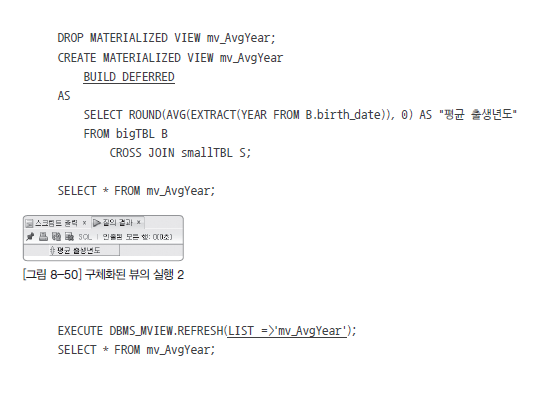 DROP MATERIALIZED VIEW mv_AvgYear;
CREATE MATERIALIZED VIEW mv_AvgYear
BUILD DEFERRED
AS
SELECT ROUND(AVG(EXTRACT(YEAR FROM B.birth_date)), 0) AS "평균 출생년도"
FROM bigTBL B
CROSS JOIN smallTBL S;
SELECT * FROM mv_AvgYear;
스크립트 출력 × 질의 결과 ×
SQL | 인출된 모든 행: 0(0초)
평균 출생년도
[그림 8-50] 구체화된 뷰의 실행 2
EXECUTE DBMS_MVIEW.REFRESH(LIST =>'mv_AvgYear');
SELECT * FROM mv_AvgYear;